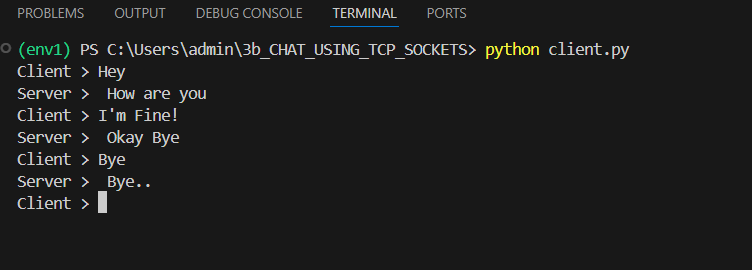 PROBLEMS OUTPUT DEBUG CONSOLE TERMINAL PORTS
(env1) PS C:\Users\admin\3b_CHAT_USING_TCP_SOCKETS> python client.py
Client > Hey
Server >  How are you
Client > I'm Fine!
Server >  Okay Bye
Client > Bye
Server >  Bye..
Client >